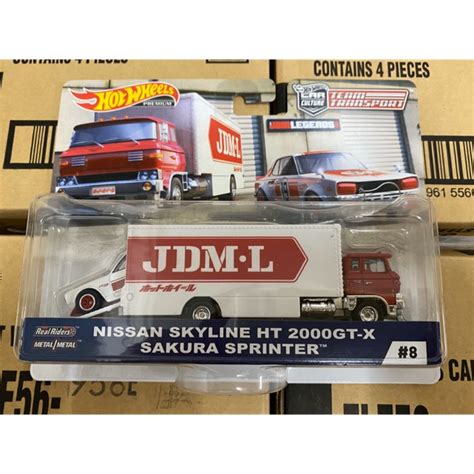 CONTAINS 4 PIECES
CONTAINS 4 PIECES
Hot Wheels
PREMIUM
CAR CULTURE
TEAM TRANSPORT
JDM LEGENDS
JDM-L
JDM·L
ホットホイール
Real Riders
METAL/METAL
NISSAN SKYLINE HT 2000GT-X
SAKURA SPRINTER™
#8